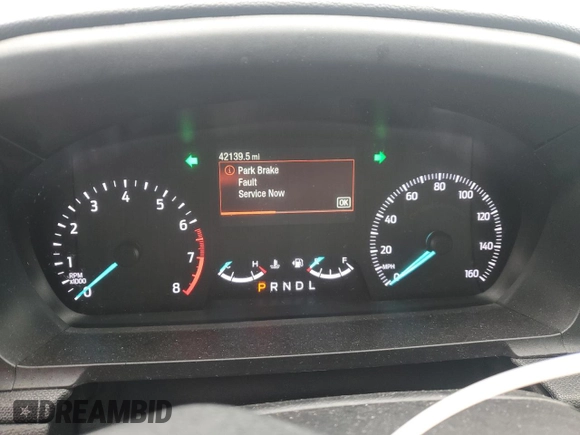 42139.5 mi
Park Brake
Fault
Service Now
OK
0 1 2 3 4 5 6 7 8
RPM
x1000
0 20 40 60 80 100 120 140 160
MPH
H
F
P R N D L
DREAMBID